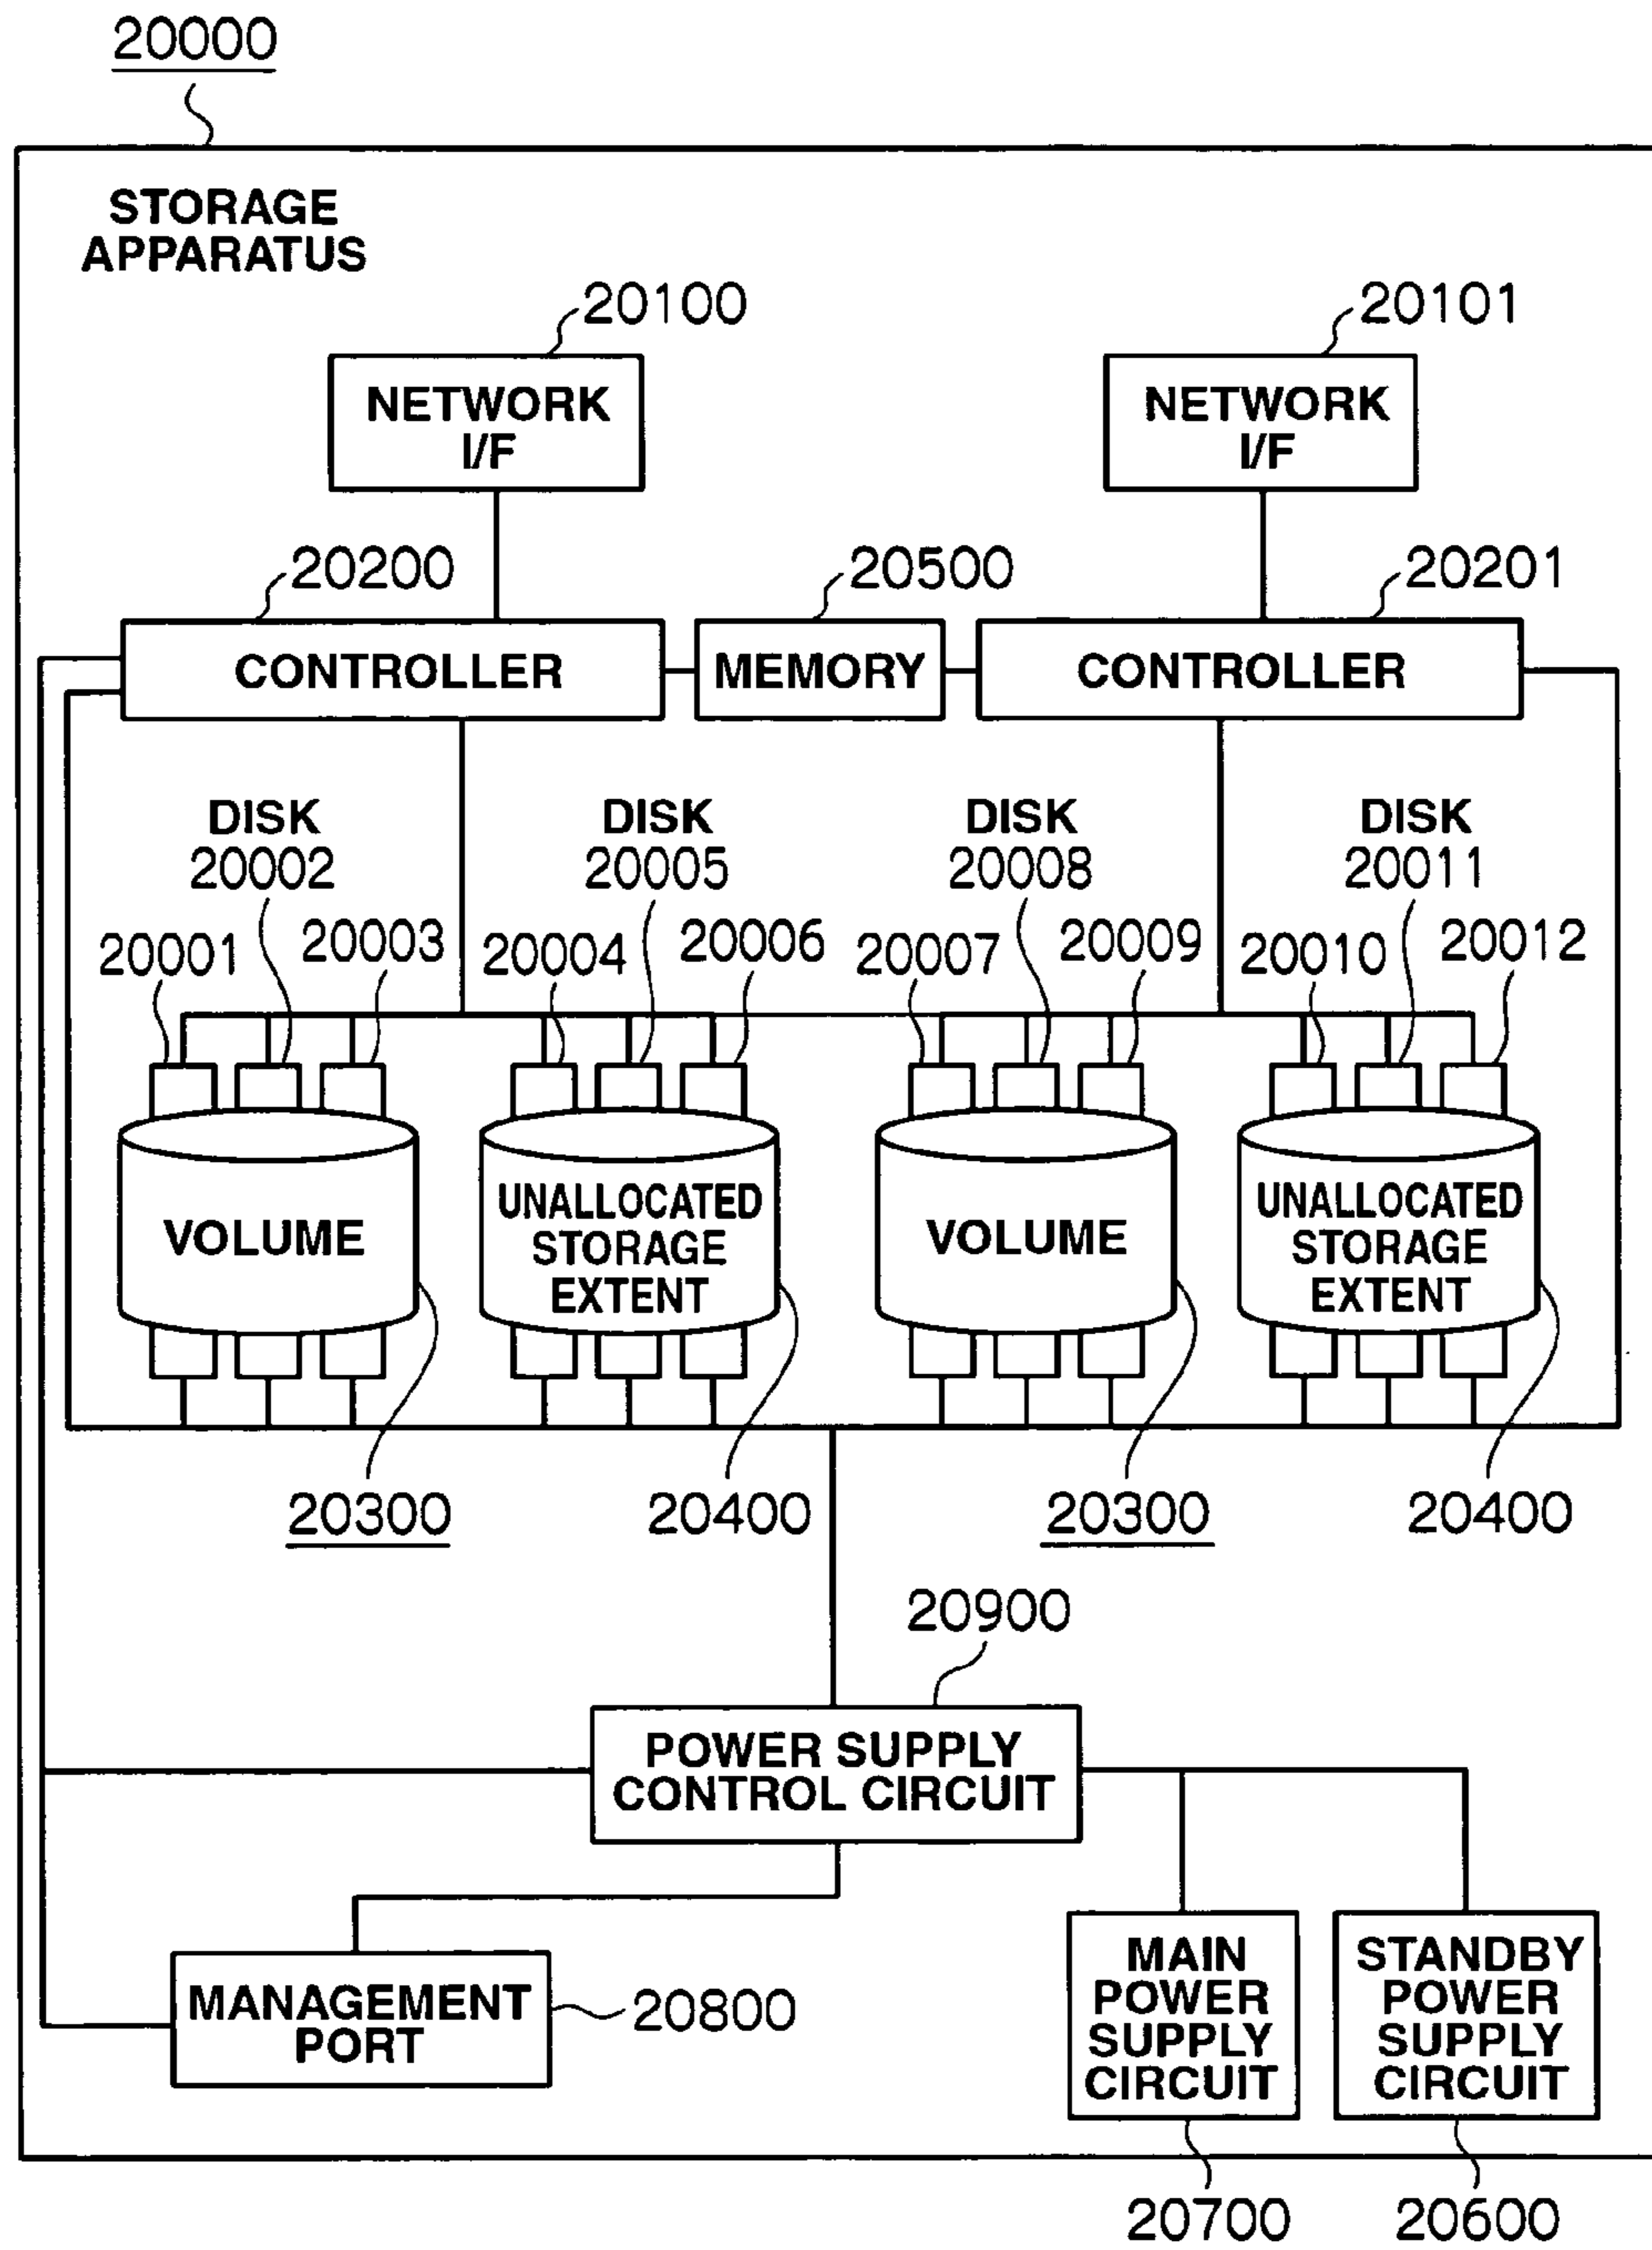 20000
STORAGE
APPARATUS
20100
20101
NETWORK
I/F
NETWORK
I/F
20200
20500
20201
CONTROLLER
MEMORY
CONTROLLER
DISK
20002
DISK
20005
DISK
20008
DISK
20011
20001
20003
20004
20006
20007
20009
20010
20012
VOLUME
UNALLOCATED
STORAGE
EXTENT
VOLUME
UNALLOCATED
STORAGE
EXTENT
20300
20400
20300
20400
20900
POWER SUPPLY
CONTROL CIRCUIT
MANAGEMENT
PORT
20800
MAIN
POWER
SUPPLY
CIRCUIT
STANDBY
POWER
SUPPLY
CIRCUIT
20700
20600